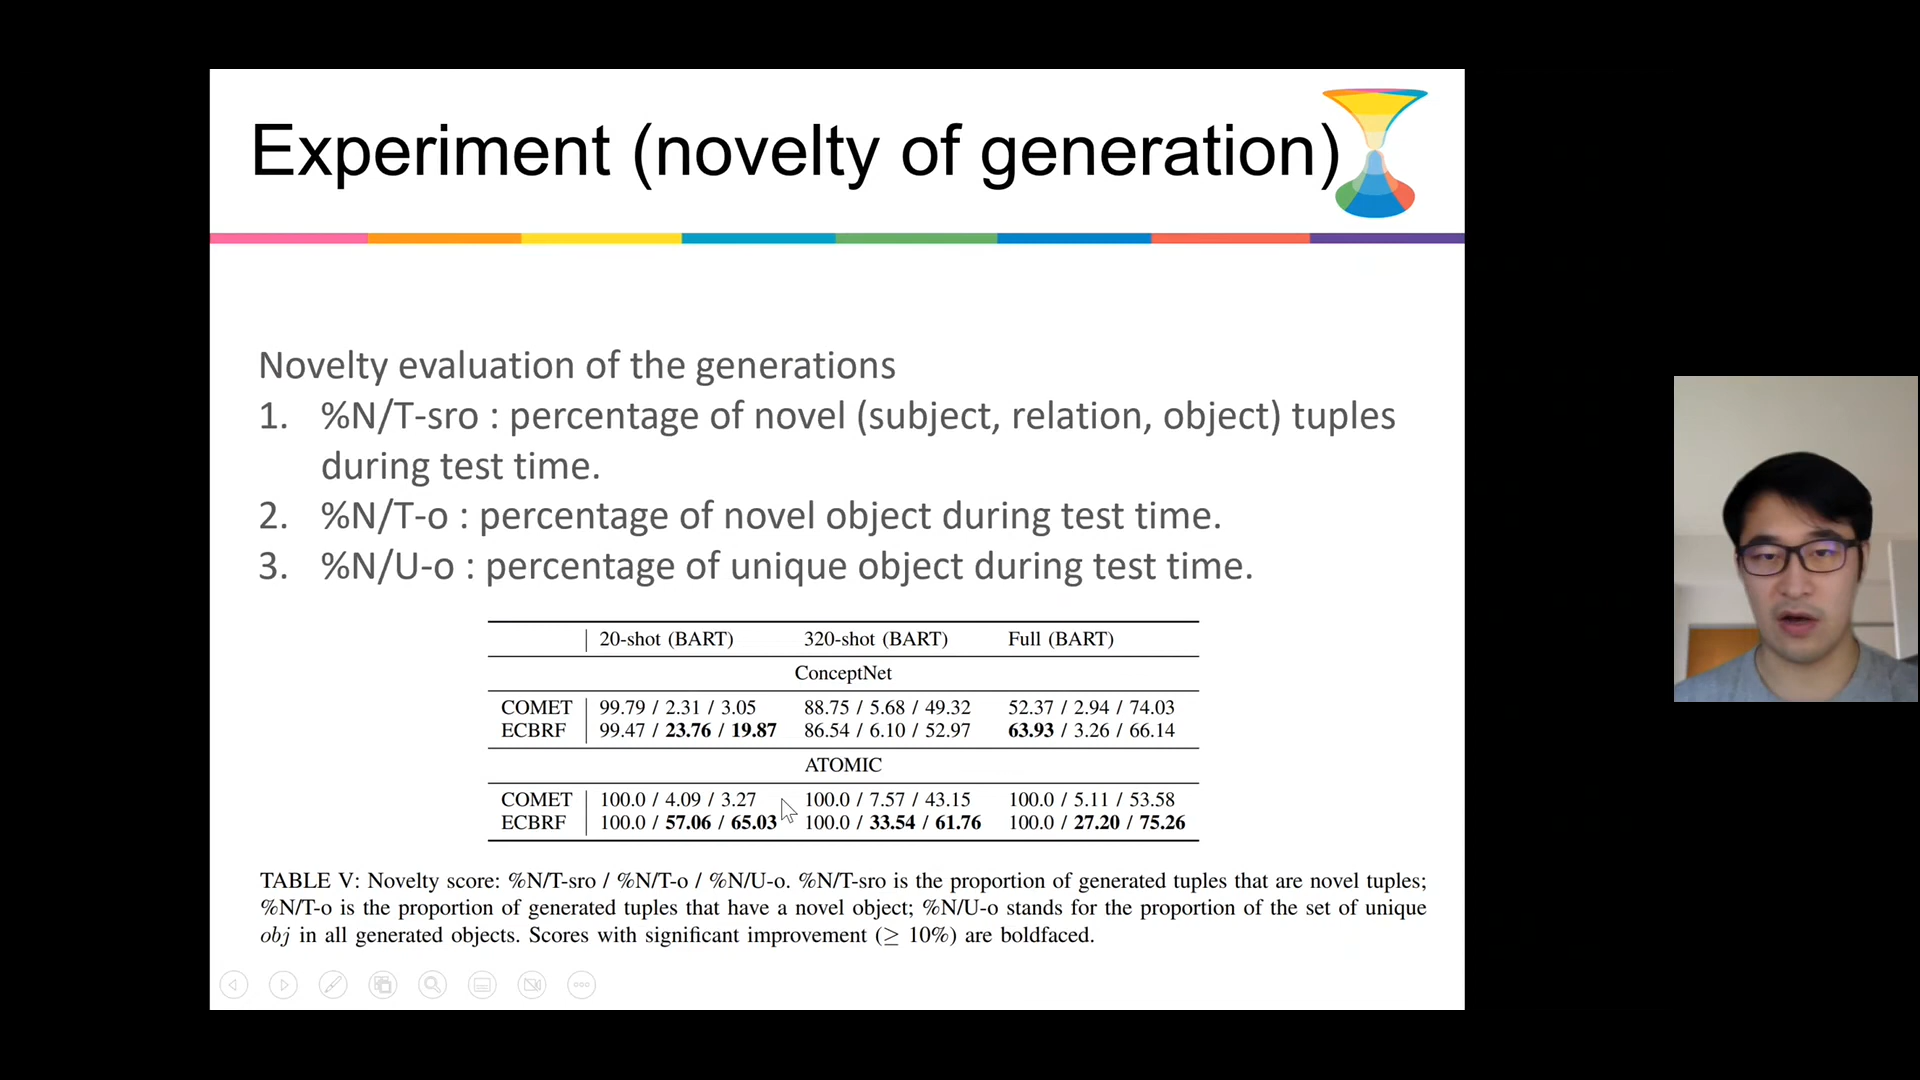 Experiment (novelty of generation)
Novelty evaluation of the generations
1. %N/T-sro : percentage of novel (subject, relation, object) tuples
during test time.
2. %N/T-o : percentage of novel object during test time.
3. %N/U-o : percentage of unique object during test time.
20-shot (BART) 320-shot (BART) Full (BART)
ConceptNet
COMET 99.79 / 2.31 / 3.05 88.75 / 5.68 / 49.32 52.37 / 2.94 / 74.03
ECBRF 99.47 / 23.76 / 19.87 86.54 / 6.10 / 52.97 63.93 / 3.26 / 66.14
ATOMIC
COMET 100.0 / 4.09 / 3.27 100.0 / 7.57 / 43.15 100.0 / 5.11 / 53.58
ECBRF 100.0 / 57.06 / 65.03 100.0 / 33.54 / 61.76 100.0 / 27.20 / 75.26
TABLE V: Novelty score: %N/T-sro / %N/T-o / %N/U-o. %N/T-sro is the proportion of generated tuples that are novel tuples;
%N/T-o is the proportion of generated tuples that have a novel object; %N/U-o stands for the proportion of the set of unique
obj in all generated objects. Scores with significant improvement (≥ 10%) are boldfaced.